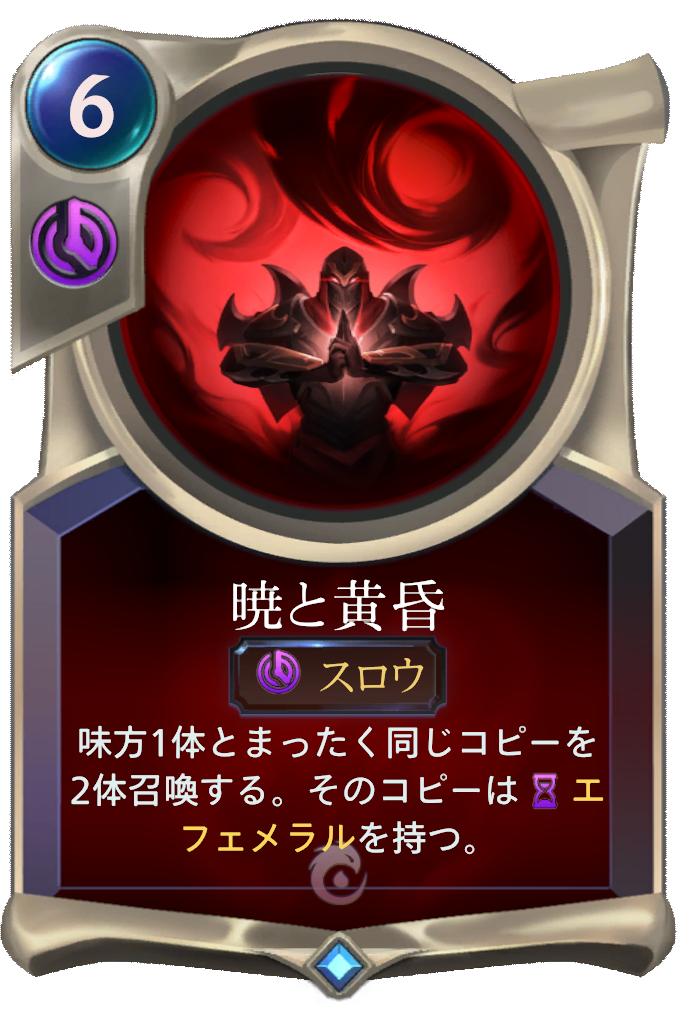 6
暁と黄昏
スロウ
味方1体とまったく同じコピーを
2体召喚する。そのコピーは エ
フェメラルを持つ。